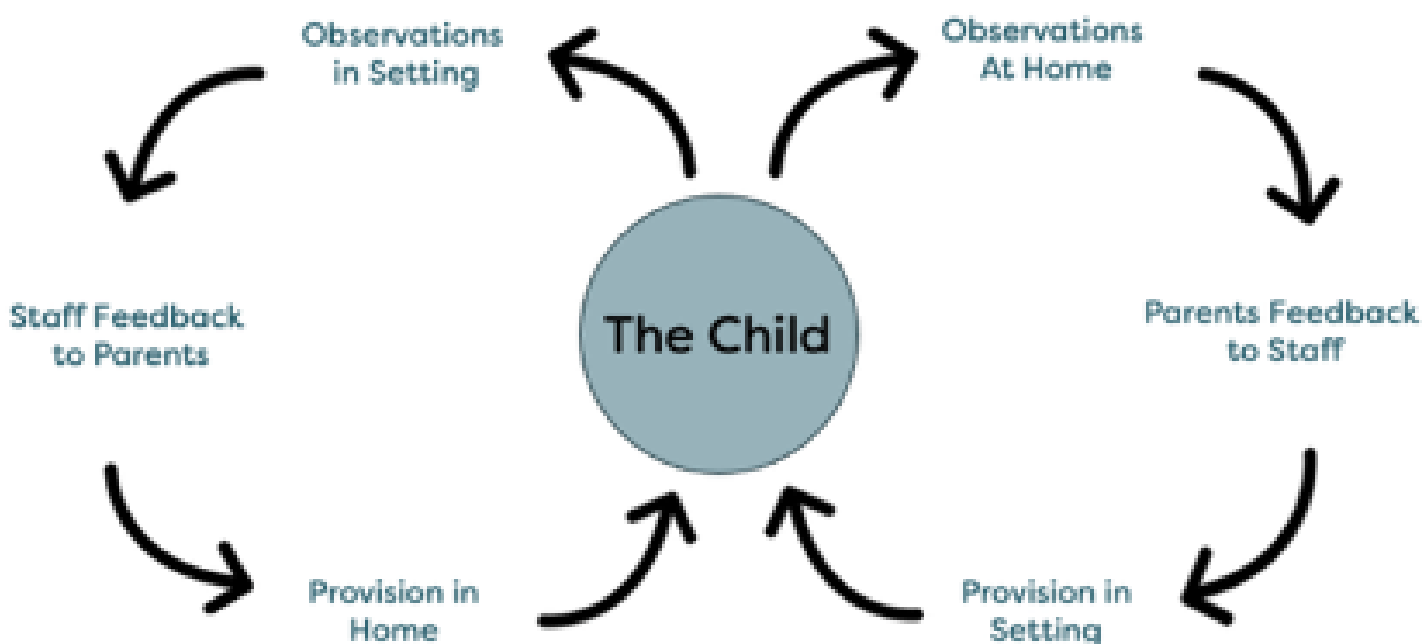 Observations
in Setting
Observations
At Home
Staff Feedback
to Parents
The Child
Parents Feedback
to Staff
Provision in
Home
Provision in
Setting